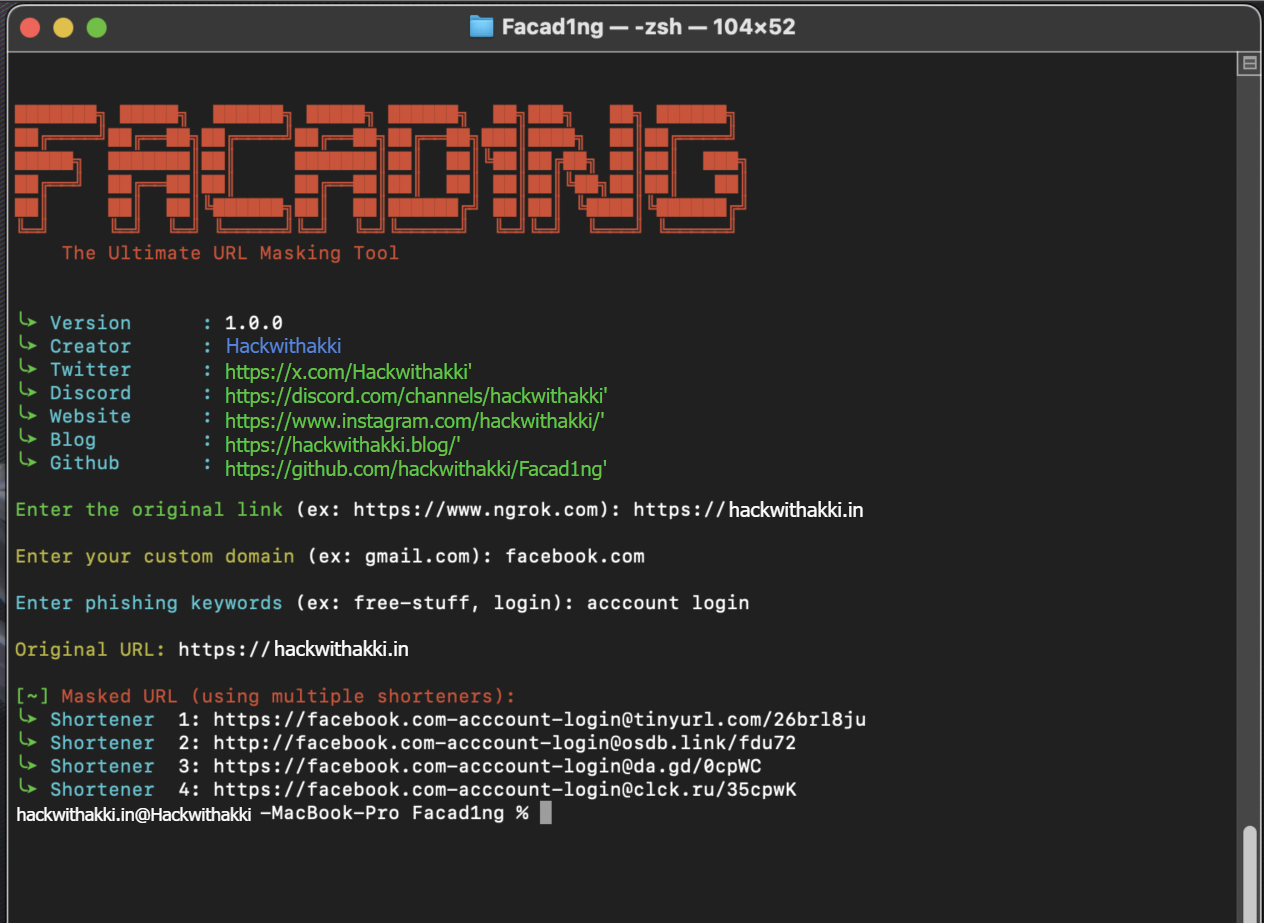 Facad1ng — -zsh — 104×52
FACAD1NG
The Ultimate URL Masking Tool
Version : 1.0.0
Creator : Hackwithakki
Twitter : https://x.com/Hackwithakki'
Discord : https://discord.com/channels/hackwithakki'
Website : https://www.instagram.com/hackwithakki/'
Blog : https://hackwithakki.blog/'
Github : https://github.com/hackwithakki/Facad1ng'
Enter the original link (ex: https://www.ngrok.com): https://hackwithakki.in
Enter your custom domain (ex: gmail.com): facebook.com
Enter phishing keywords (ex: free-stuff, login): acccount login
Original URL: https://hackwithakki.in
[~] Masked URL (using multiple shorteners):
Shortener 1: https://facebook.com-acccount-login@tinyurl.com/26brl8ju
Shortener 2: http://facebook.com-acccount-login@osdb.link/fdu72
Shortener 3: https://facebook.com-acccount-login@da.gd/0cpWC
Shortener 4: https://facebook.com-acccount-login@clck.ru/35cpwK
hackwithakki.in@Hackwithakki -MacBook-Pro Facad1ng %